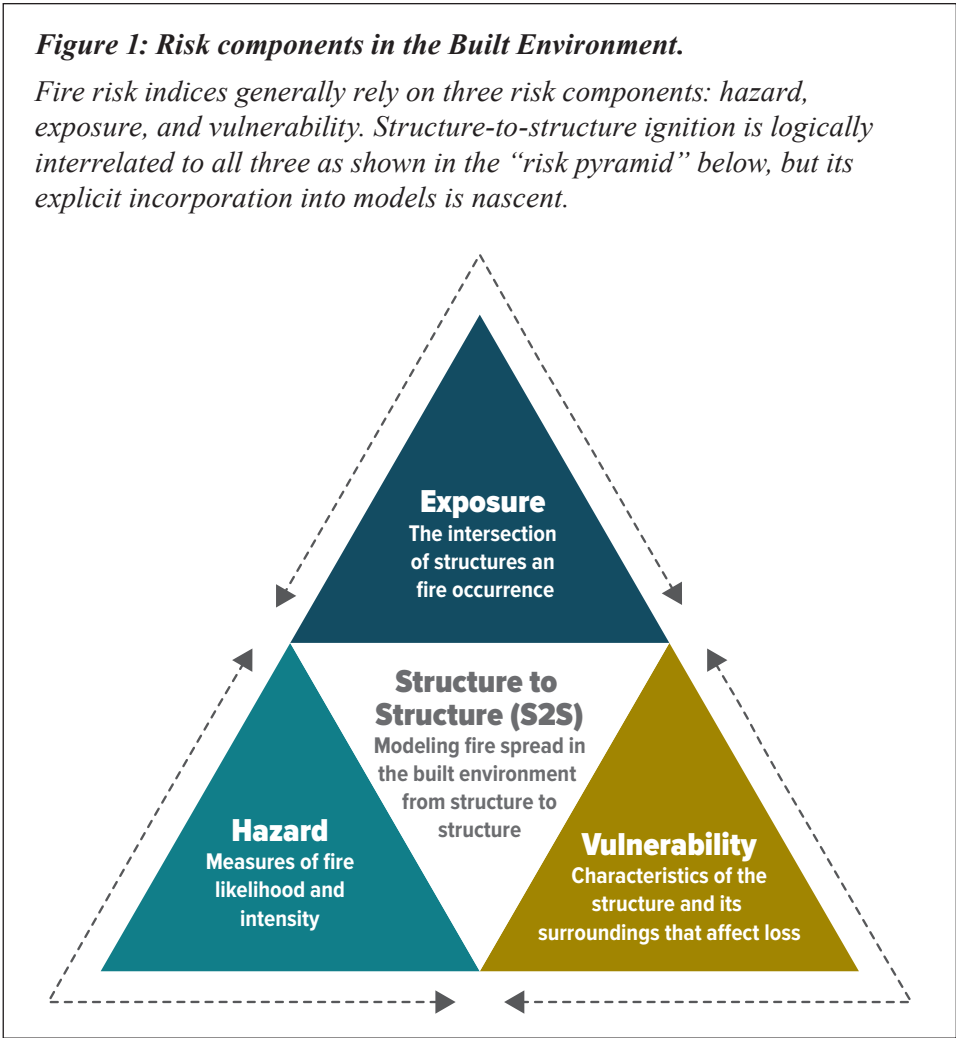 Figure 1: Risk components in the Built Environment.
Fire risk indices generally rely on three risk components: hazard,
exposure, and vulnerability. Structure-to-structure ignition is logically
interrelated to all three as shown in the “risk pyramid” below, but its
explicit incorporation into models is nascent.
Exposure
The intersection
of structures an
fire occurrence
Structure to
Structure (S2S)
Modeling fire spread in
the built environment
from structure to
structure
Hazard
Measures of fire
likelihood and
intensity
Vulnerability
Characteristics of the
structure and its
surroundings that affect loss